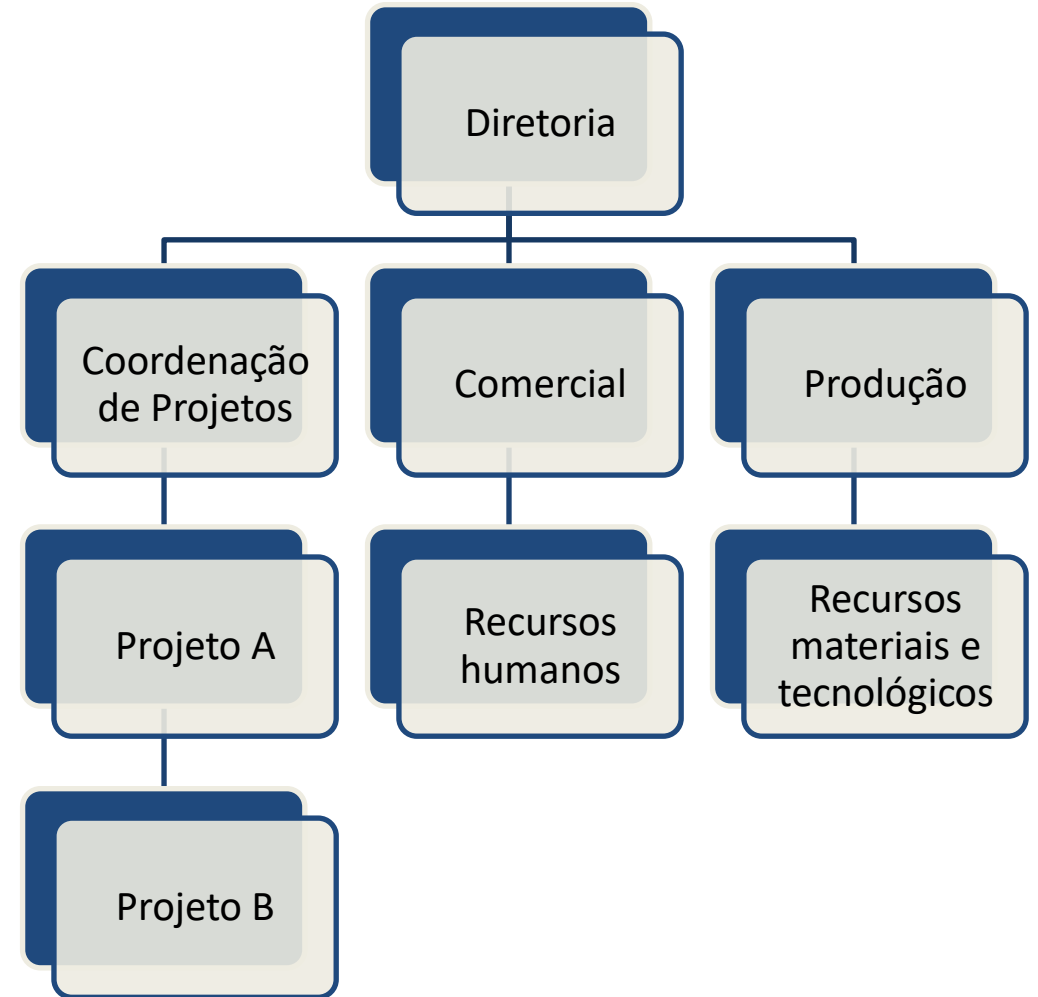 Diretoria
Coordenação
de Projetos
Comercial
Produção
Projeto A
Recursos
humanos
Recursos
materiais e
tecnológicos
Projeto B